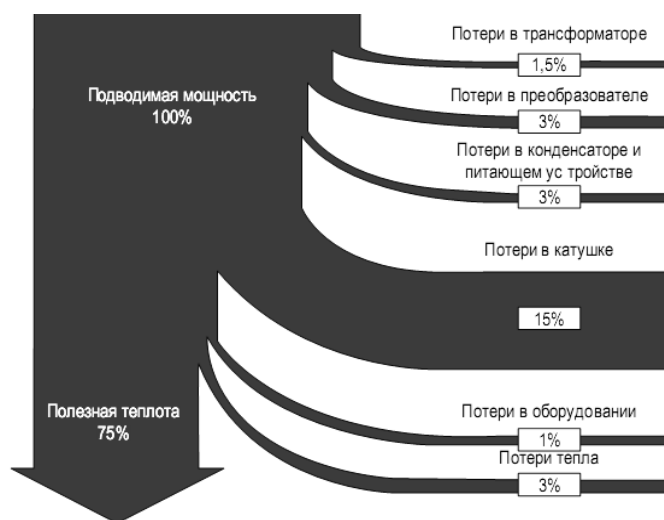 Потери в трансформаторе
1,5%
Подводимая мощность
100%
Потери в преобразователе
3%
Потери в конденсаторе и
питающем ус тройстве
3%
Потери в катушке
15%
Полезная теплота
75%
Потери в оборудовании
1%
Потери тепла
3%